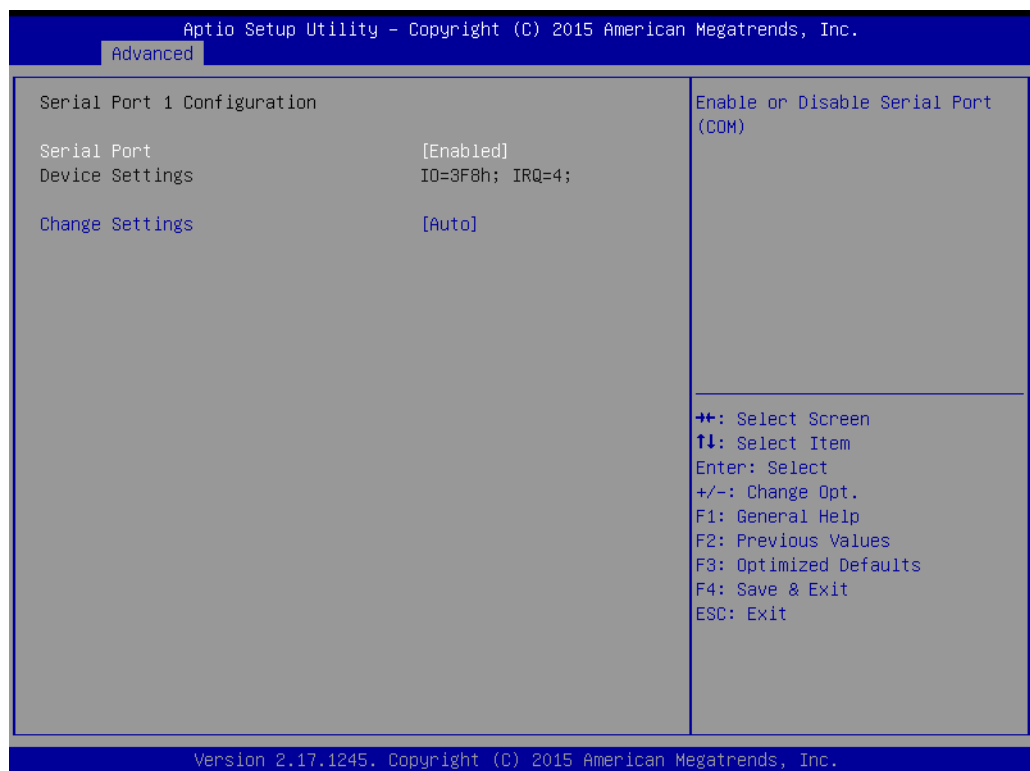 Aptio Setup Utility – Copyright (C) 2015 American Megatrends, Inc.
Advanced
Serial Port 1 Configuration
Serial Port [Enabled]
Device Settings IO=3F8h; IRQ=4;
Change Settings [Auto]
Enable or Disable Serial Port
(COM)
→←: Select Screen
↑↓: Select Item
Enter: Select
+/-: Change Opt.
F1: General Help
F2: Previous Values
F3: Optimized Defaults
F4: Save & Exit
ESC: Exit
Version 2.17.1245. Copyright (C) 2015 American Megatrends, Inc.